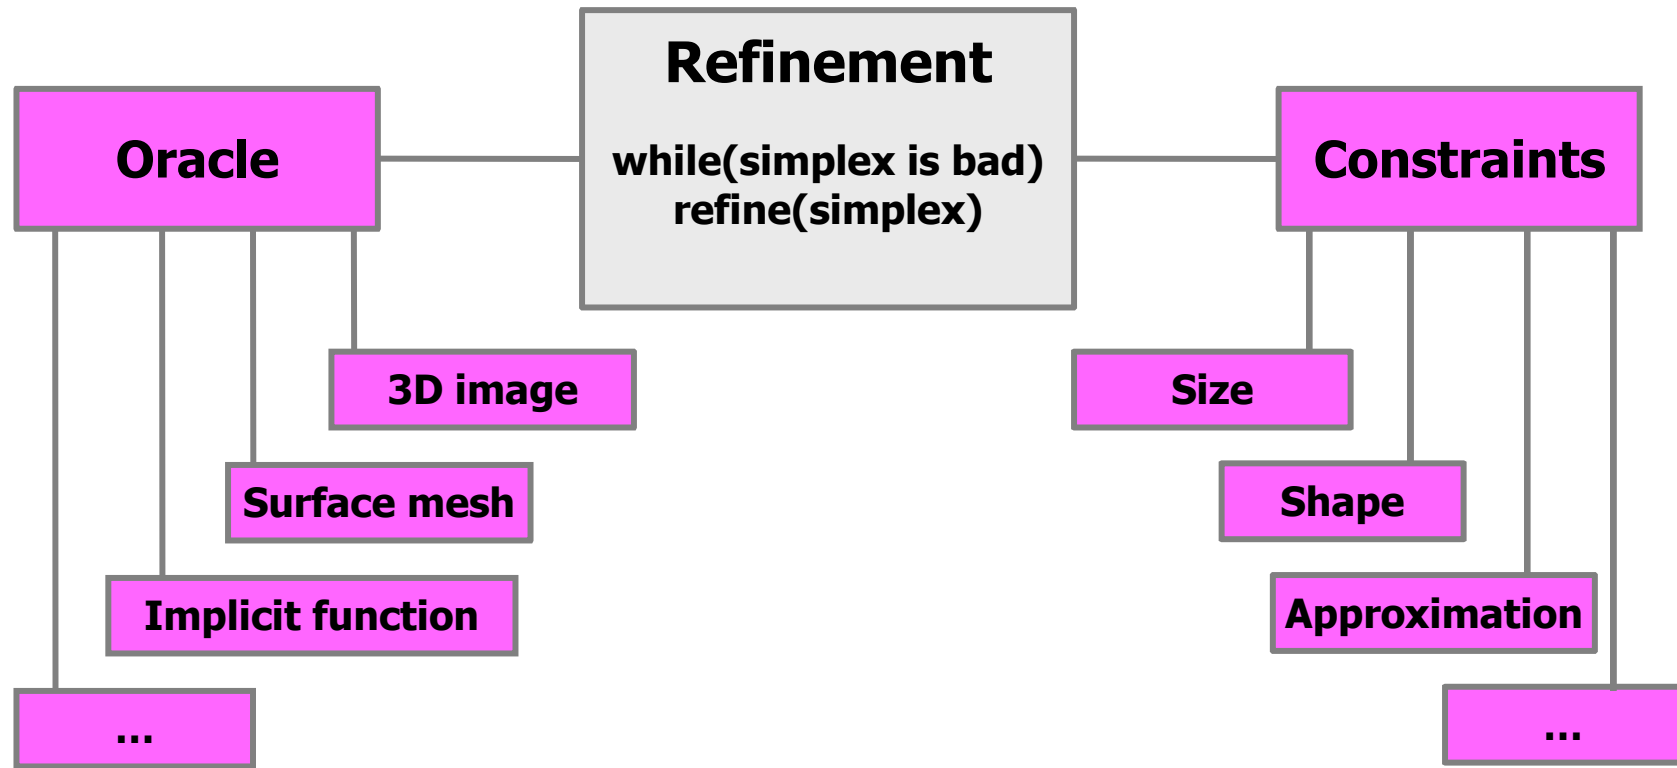 Refinement
while(simplex is bad)
refine(simplex)
Oracle
3D image
Surface mesh
Implicit function
...
Constraints
Size
Shape
Approximation
...